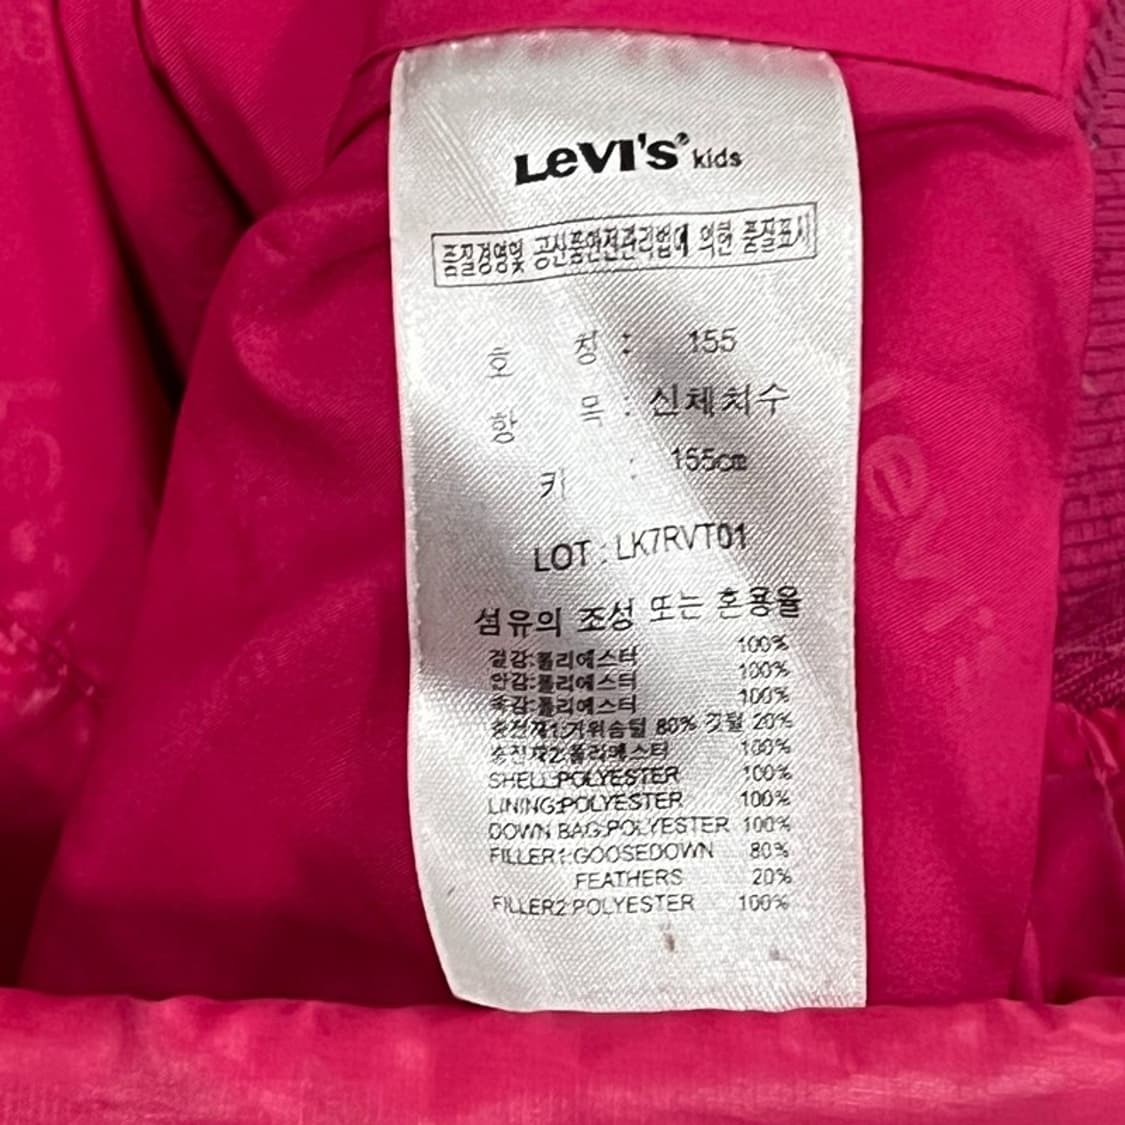 LeVI's® kids
품질경영및 공산품안전관리법에 의한 품질표시
호 칭 : 155
항 목 : 신체치수
키 : 155cm
LOT : LK7RVT01
섬유의 조성 또는 혼용율
겉감:폴리에스터 100%
안감:폴리에스터 100%
폴리에스터 100%
충전재1:거위솜털 80% 깃털 20%
충전재2:폴리에스터 100%
SHELL:POLYESTER 100%
LINING:POLYESTER 100%
DOWN BAG:POLYESTER 100%
FILLER1:GOOSEDOWN 80%
FEATHERS 20%
FILLER2:POLYESTER 100%
Levi's